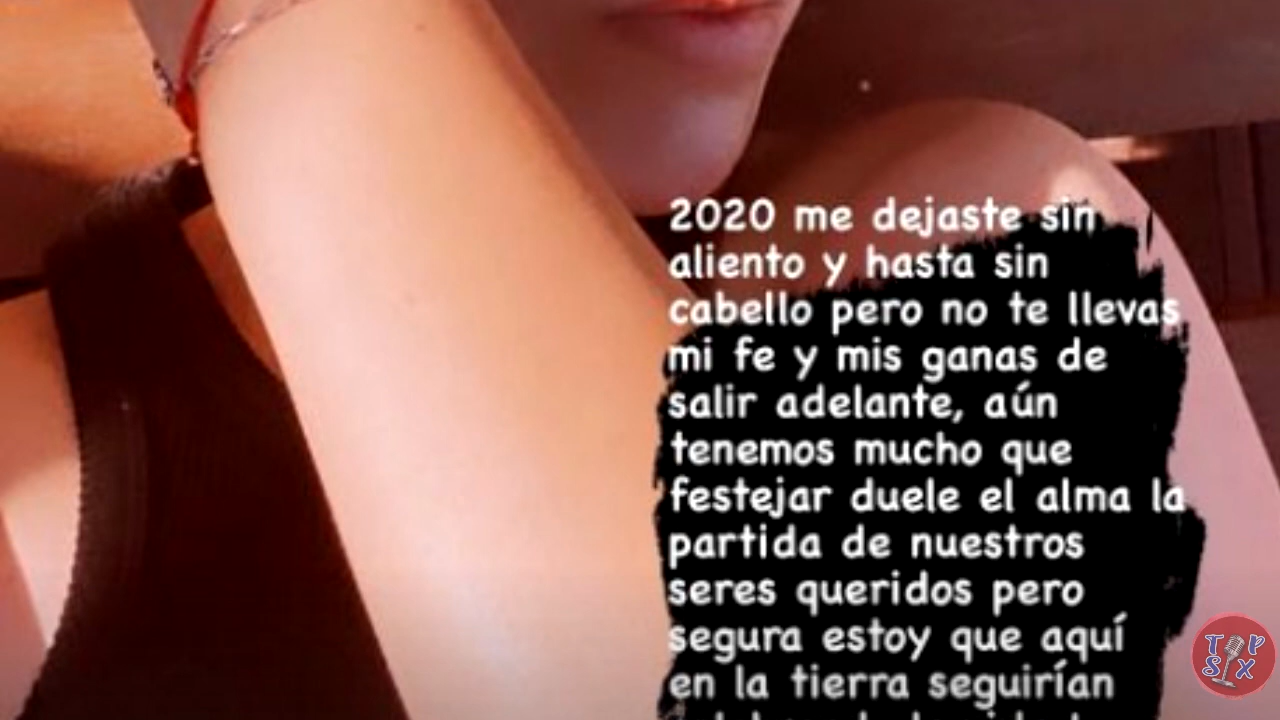 2020 me dejaste sin
aliento y hasta sin
cabello pero no te llevas
mi fe y mis ganas de
salir adelante, aún
tenemos mucho que
festejar duele el alma la
partida de nuestros
seres queridos pero
segura estoy que aquí
en la tierra seguirían
TOP
SIX